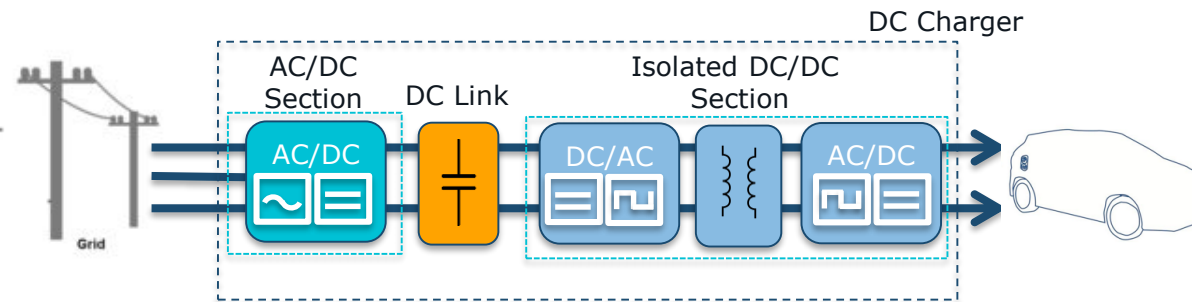 DC Charger
AC/DC
Section
DC Link
Isolated DC/DC
Section
AC/DC
DC/AC
AC/DC
Grid